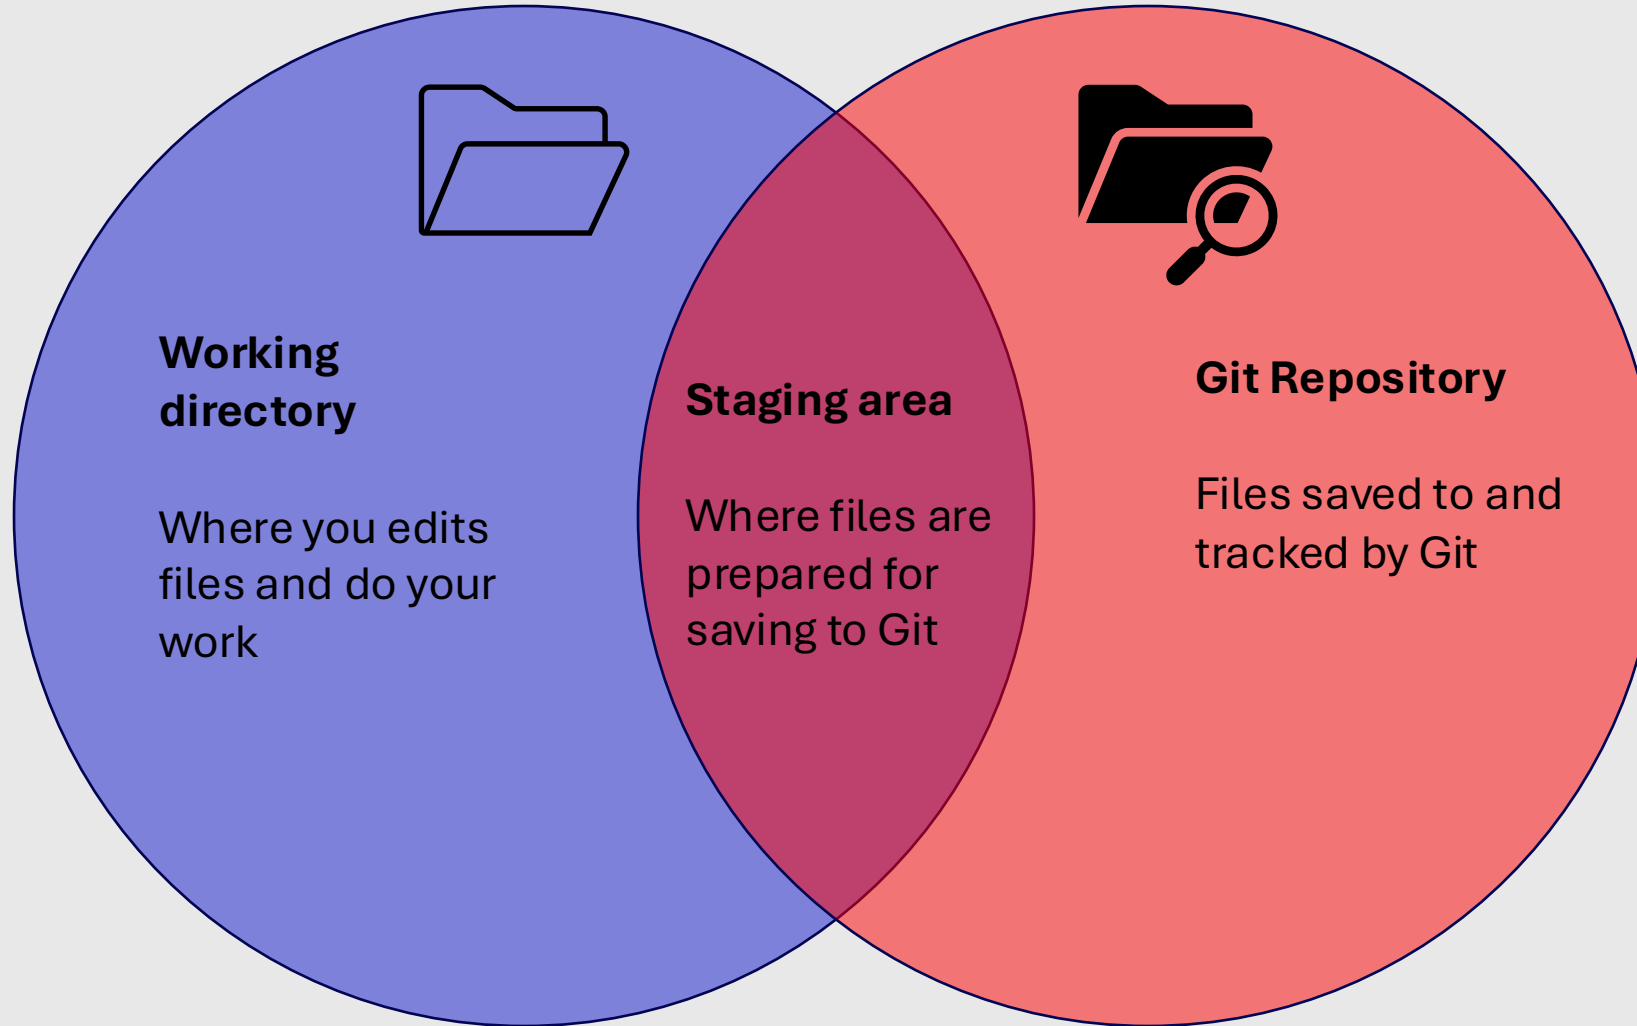 Working
directory
Where you edits
files and do your
work
Staging area
Where files are
prepared for
saving to Git
Git Repository
Files saved to and
tracked by Git